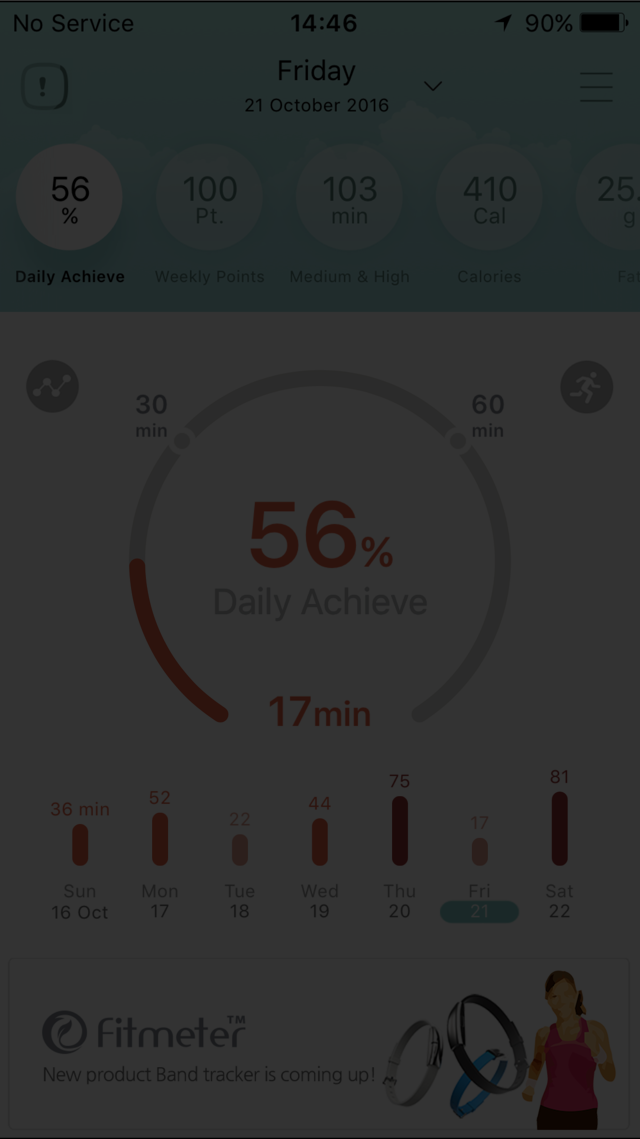 No Service 14:46 90%
Friday
21 October 2016
56
%
100
Pt.
103
min
410
Cal
25.
g
Daily Achieve Weekly Points Medium & High Calories Fat
30
min
60
min
56%
Daily Achieve
17min
36 min 52 22 44 75 17 81
Sun Mon Tue Wed Thu Fri Sat
16 Oct 17 18 19 20 21 22
Fitmeter™
New product Band tracker is coming up!